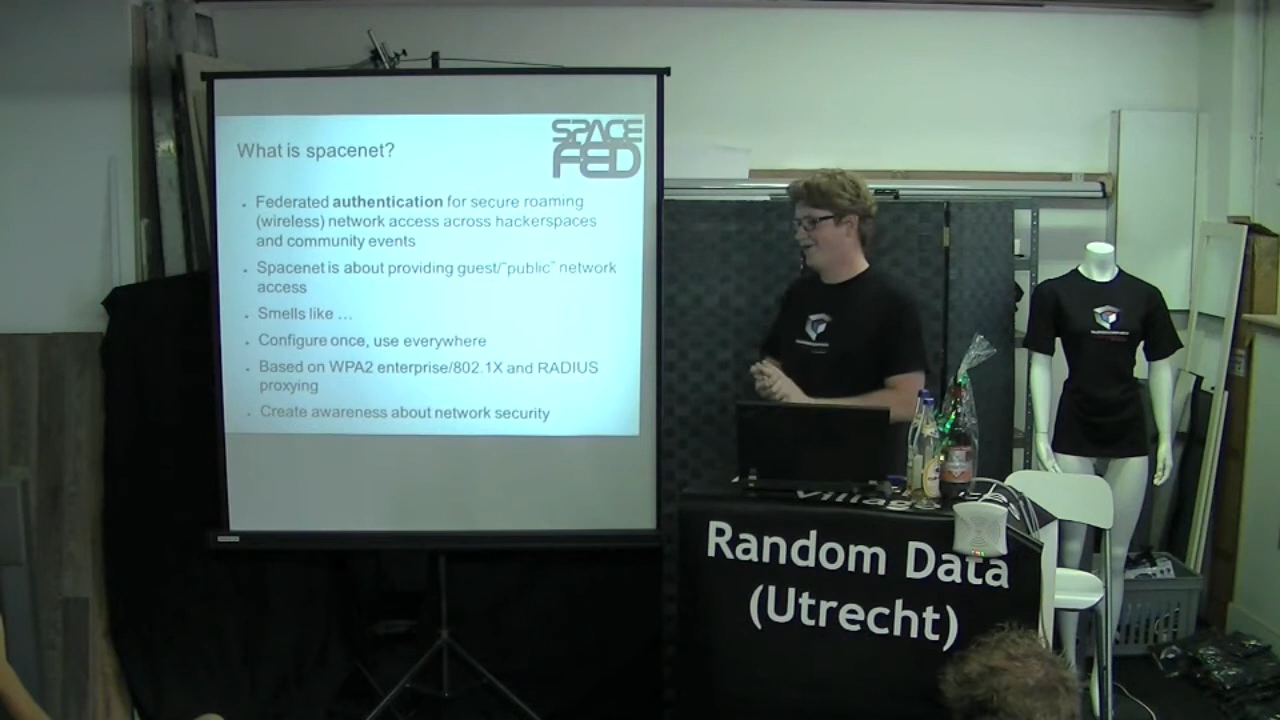 SPACE
FED
What is spacenet?
Federated authentication for secure roaming
(wireless) network access across hackerspaces
and community events
Spacenet is about providing guest/"public" network
access
Smells like …
Configure once, use everywhere
Based on WPA2 enterprise/802.1X and RADIUS
proxying
Create awareness about network security
Village
Random Data
(Utrecht)